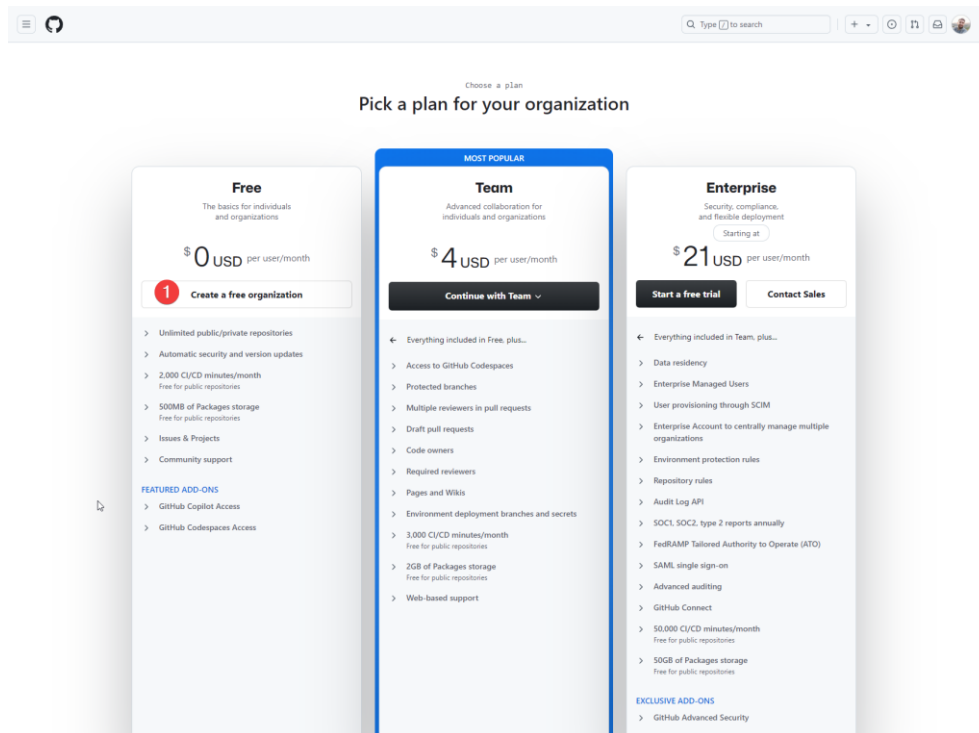 Type / to search
Choose a plan
Pick a plan for your organization
Free
The basics for individuals
and organizations
$ 0 USD per user/month
1 Create a free organization
Unlimited public/private repositories
Automatic security and version updates
2,000 CI/CD minutes/month
Free for public repositories
500MB of Packages storage
Free for public repositories
Issues & Projects
Community support
FEATURED ADD-ONS
GitHub Copilot Access
GitHub Codespaces Access
MOST POPULAR
Team
Advanced collaboration for
individuals and organizations
$ 4 USD per user/month
Continue with Team
Everything included in Free, plus...
Access to GitHub Codespaces
Protected branches
Multiple reviewers in pull requests
Draft pull requests
Code owners
Required reviewers
Pages and Wikis
Environment deployment branches and secrets
3,000 CI/CD minutes/month
Free for public repositories
2GB of Packages storage
Free for public repositories
Web-based support
Enterprise
Security, compliance,
and flexible deployment
Starting at
$ 21 USD per user/month
Start a free trial
Contact Sales
Everything included in Team, plus...
Data residency
Enterprise Managed Users
User provisioning through SCIM
Enterprise Account to centrally manage multiple
organizations
Environment protection rules
Repository rules
Audit Log API
SOC1, SOC2, type 2 reports annually
FedRAMP Tailored Authority to Operate (ATO)
SAML single sign-on
Advanced auditing
GitHub Connect
50,000 CI/CD minutes/month
Free for public repositories
50GB of Packages storage
Free for public repositories
EXCLUSIVE ADD-ONS
GitHub Advanced Security